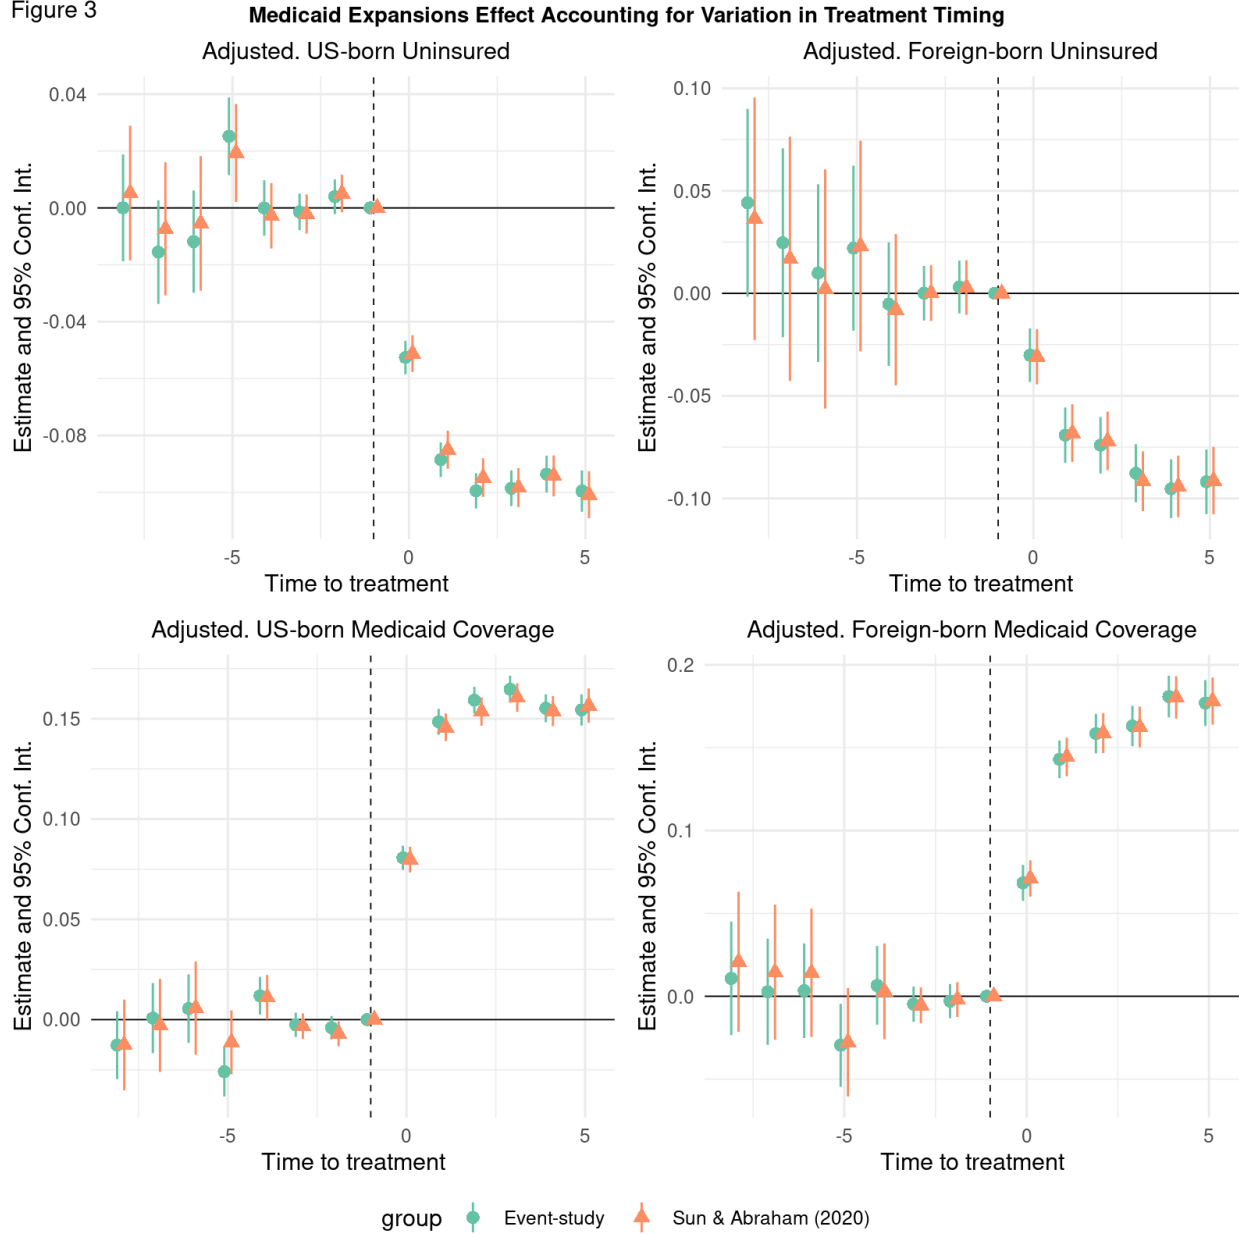 Figure 3
Medicaid Expansions Effect Accounting for Variation in Treatment Timing
Adjusted. US-born Uninsured
Estimate and 95% Conf. Int.
0.04
0.00
-0.04
-0.08
-5 0 5
Time to treatment
Adjusted. Foreign-born Uninsured
Estimate and 95% Conf. Int.
0.10
0.05
0.00
-0.05
-0.10
-5 0 5
Time to treatment
Adjusted. US-born Medicaid Coverage
Estimate and 95% Conf. Int.
0.15
0.10
0.05
0.00
-5 0 5
Time to treatment
Adjusted. Foreign-born Medicaid Coverage
Estimate and 95% Conf. Int.
0.2
0.1
0.0
-5 0 5
Time to treatment
group Event-study Sun & Abraham (2020)